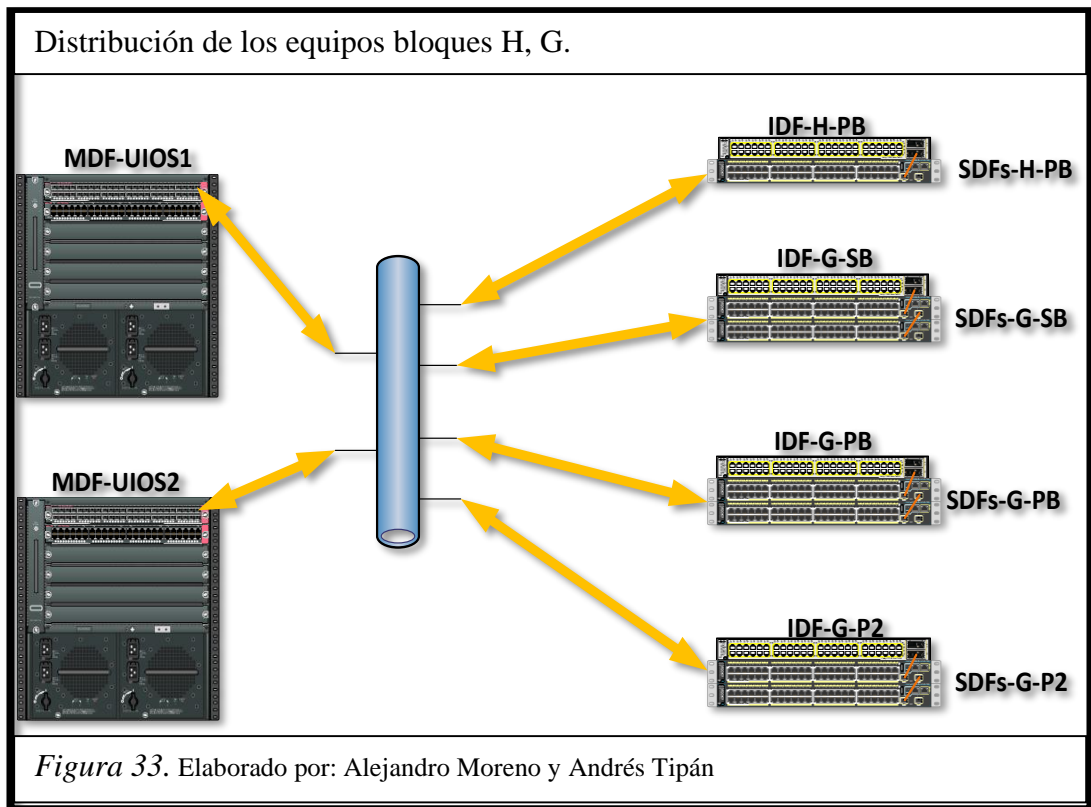 Distribución de los equipos bloques H, G.
MDF-UIOS1
IDF-H-PB
SDFs-H-PB
IDF-G-SB
SDFs-G-SB
MDF-UIOS2
IDF-G-PB
SDFs-G-PB
IDF-G-P2
SDFs-G-P2
Figura 33. Elaborado por: Alejandro Moreno y Andrés Tipán